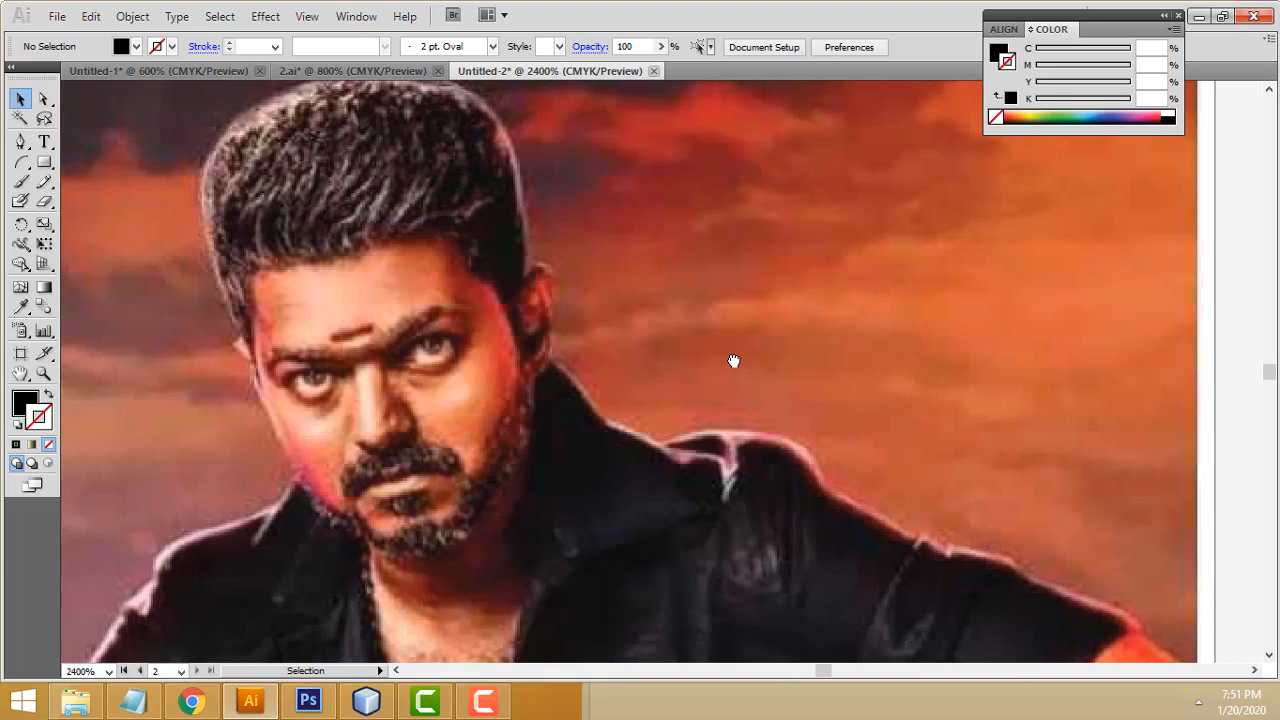 Ai File Edit Object Type Select Effect View Window Help Br
ALIGN COLOR
No Selection Stroke: 2 pt. Oval Style: Opacity: 100 % Document Setup Preferences
Untitled-1* @ 600% (CMYK/Preview) 2.ai* @ 800% (CMYK/Preview) Untitled-2* @ 2400% (CMYK/Preview)
C %
M %
Y %
K %
T
2400% 2 Selection
Ai Ps C C
7:51 PM
1/20/2020